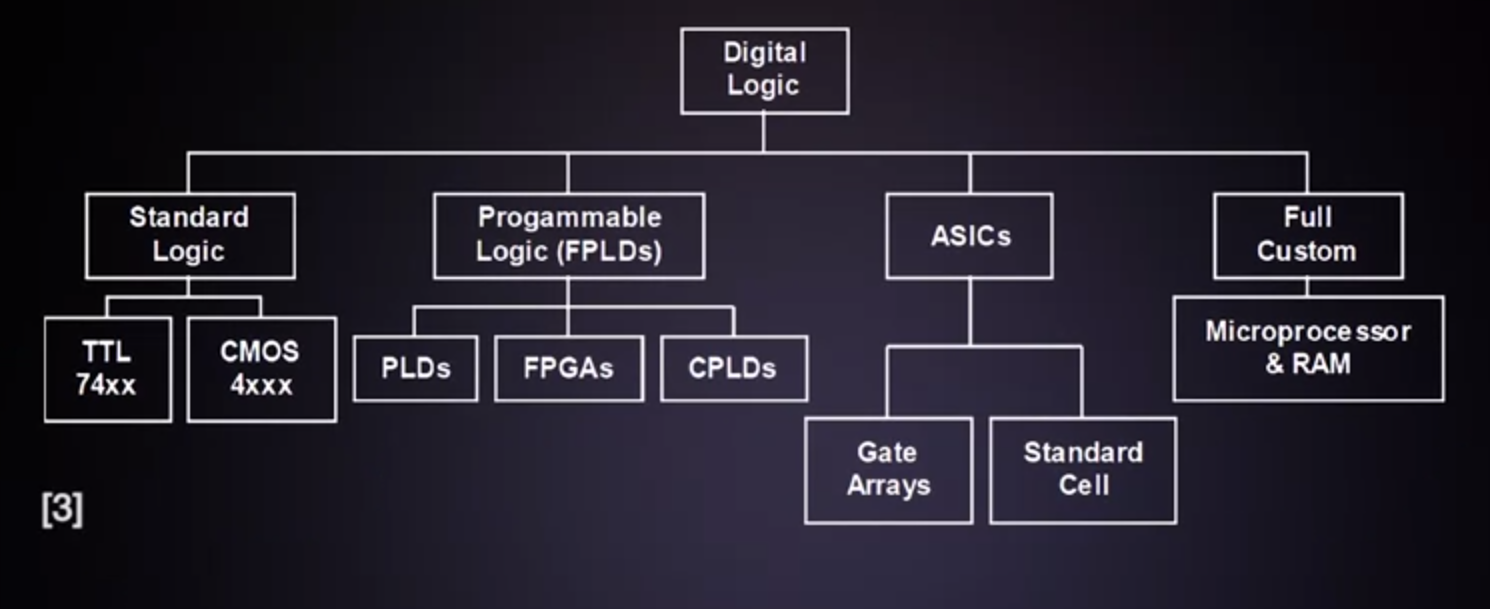 Digital
Logic
Standard
Logic
Progammable
Logic (FPLDs)
ASICs
Full
Custom
TTL
74xx
CMOS
4xxx
PLDs
FPGAs
CPLDs
Microprocessor
& RAM
Gate
Arrays
Standard
Cell
[3]